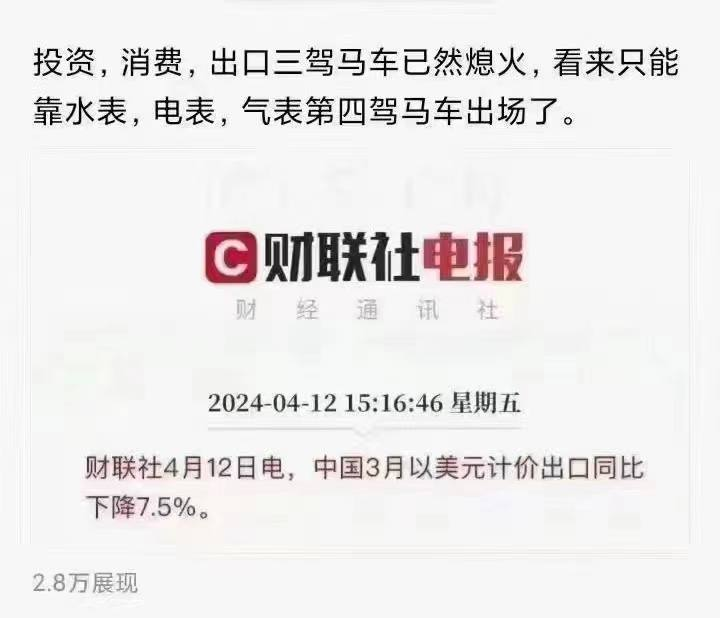 投资，消费，出口三驾马车已然熄火，看来只能
靠水表，电表，气表第四驾马车出场了。
C 财联社电报
财经通讯社
2024-04-12 15:16:46 星期五
财联社4月12日电，中国3月以美元计价出口同比
下降7.5%。
2.8万展现